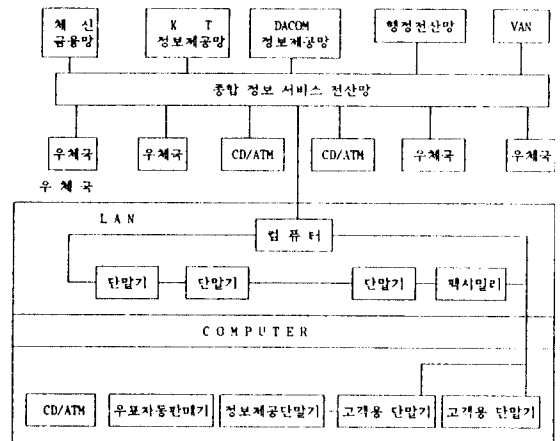 체 신 K T DACOM 행정전산망 VAN
금융망 정보제공망 정보제공망
종합 정보 서비스 전산망
우체국 우체국 CD/ATM CD/ATM 우체국 우체국
우 체 국
L A N
컴 퓨 터
단말기 단말기 단말기 팩시밀리
C O M P U T E R
CD/ATM 우표자동판매기 정보제공단말기 고객용 단말기 고객용 단말기